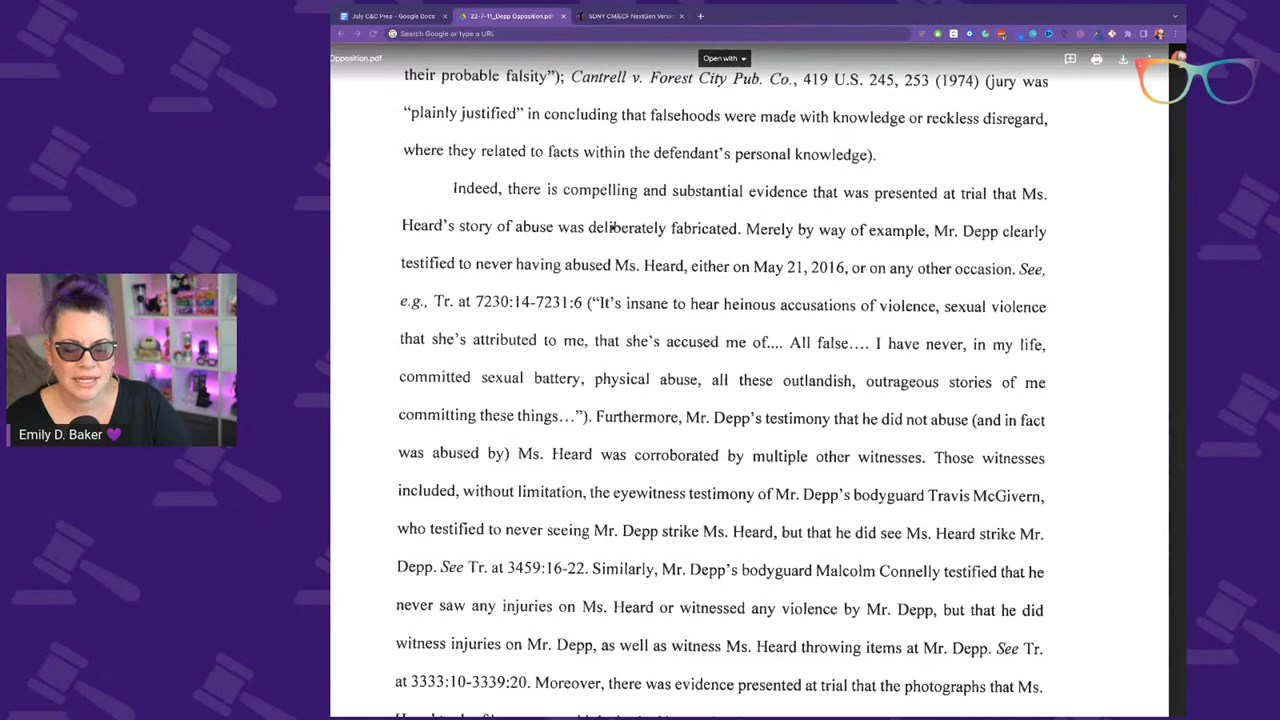 July C&C Prep - Google Docs
22-7-11_Depp Opposition.pdf
SDNY CM&CF NextGen Versi
Search Google or type a URL
Opposition.pdf
Open with
their probable falsity”); Cantrell v. Forest City Pub. Co., 419 U.S. 245, 253 (1974) (jury was
“plainly justified” in concluding that falsehoods were made with knowledge or reckless disregard,
where they related to facts within the defendant’s personal knowledge).
Indeed, there is compelling and substantial evidence that was presented at trial that Ms.
Heard’s story of abuse was deliberately fabricated. Merely by way of example, Mr. Depp clearly
testified to never having abused Ms. Heard, either on May 21, 2016, or on any other occasion. See,
e.g., Tr. at 7230:14-7231:6 (“It’s insane to hear heinous accusations of violence, sexual violence
that she’s attributed to me, that she’s accused me of.... All false…. I have never, in my life,
committed sexual battery, physical abuse, all these outlandish, outrageous stories of me
committing these things…”). Furthermore, Mr. Depp’s testimony that he did not abuse (and in fact
was abused by) Ms. Heard was corroborated by multiple other witnesses. Those witnesses
included, without limitation, the eyewitness testimony of Mr. Depp’s bodyguard Travis McGivern,
who testified to never seeing Mr. Depp strike Ms. Heard, but that he did see Ms. Heard strike Mr.
Depp. See Tr. at 3459:16-22. Similarly, Mr. Depp’s bodyguard Malcolm Connelly testified that he
never saw any injuries on Ms. Heard or witnessed any violence by Mr. Depp, but that he did
witness injuries on Mr. Depp, as well as witness Ms. Heard throwing items at Mr. Depp. See Tr.
at 3333:10-3339:20. Moreover, there was evidence presented at trial that the photographs that Ms.
Emily D. Baker 💜